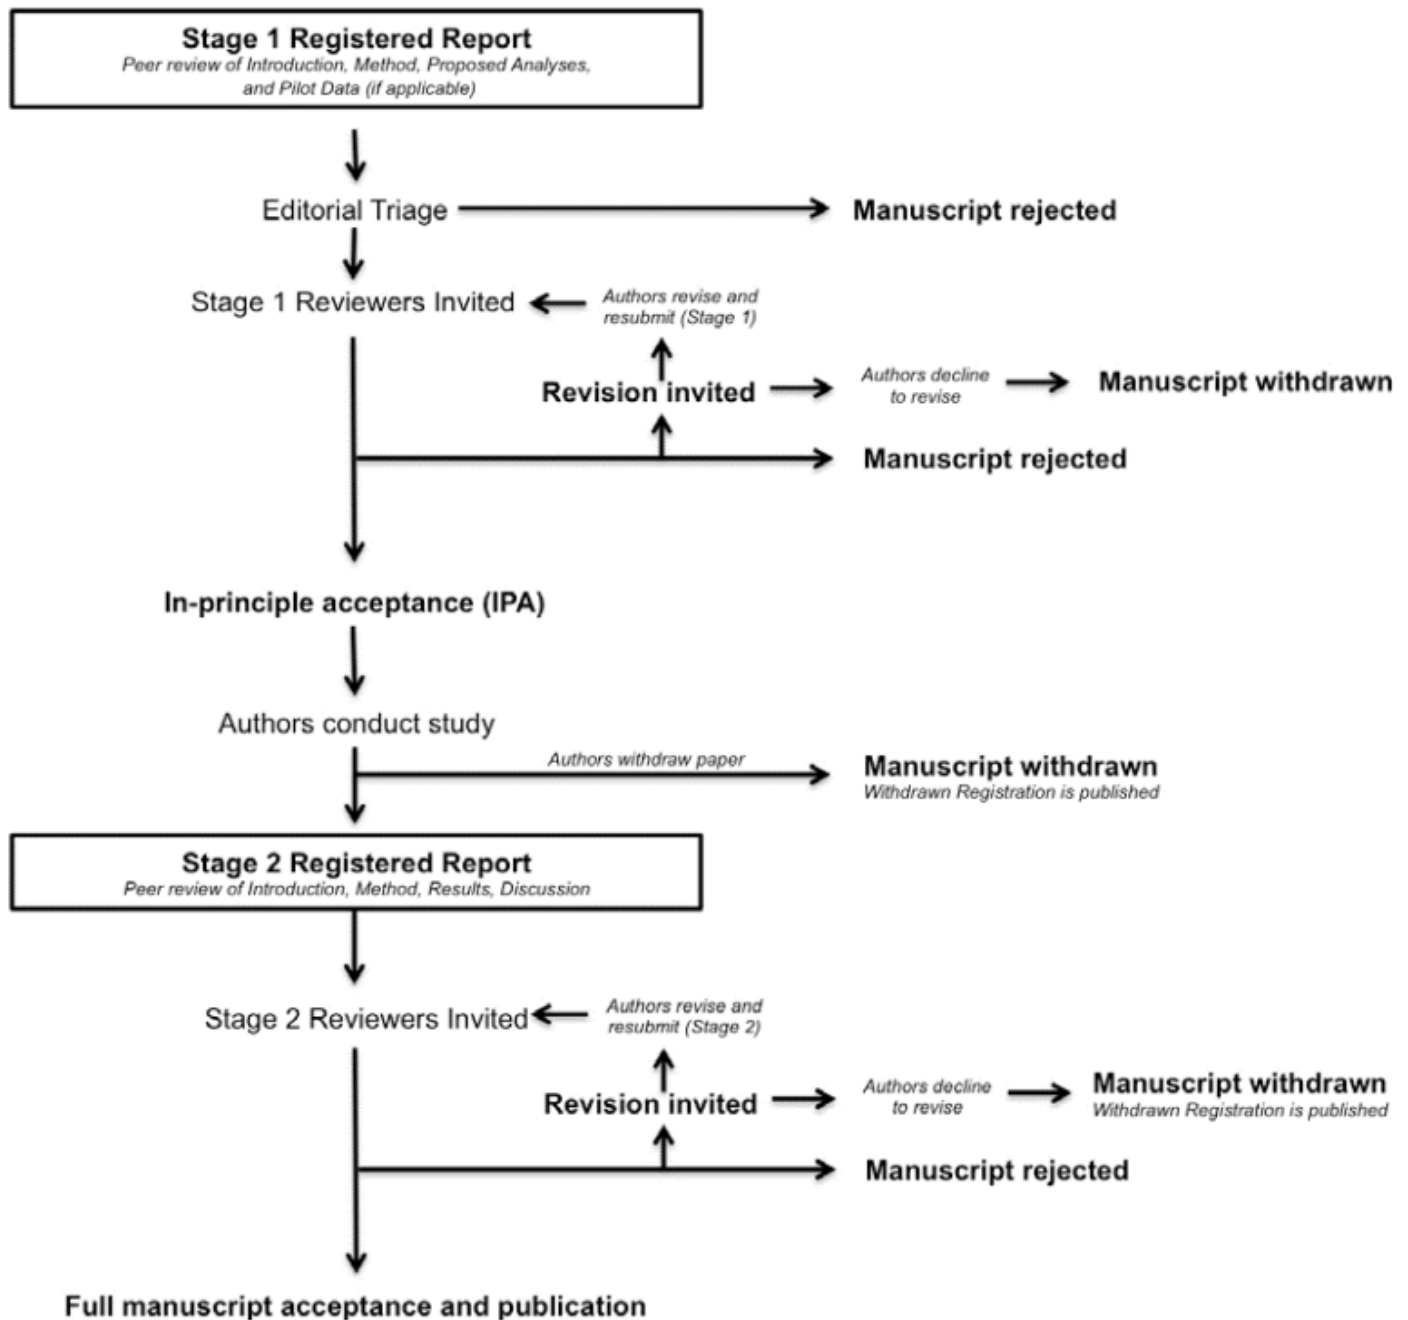 Stage 1 Registered Report
Peer review of Introduction, Method, Proposed Analyses,
and Pilot Data (if applicable)
Editorial Triage
Manuscript rejected
Stage 1 Reviewers Invited
Authors revise and
resubmit (Stage 1)
Revision invited
Authors decline
to revise
Manuscript withdrawn
Manuscript rejected
In-principle acceptance (IPA)
Authors conduct study
Authors withdraw paper
Manuscript withdrawn
Withdrawn Registration is published
Stage 2 Registered Report
Peer review of Introduction, Method, Results, Discussion
Stage 2 Reviewers Invited
Authors revise and
resubmit (Stage 2)
Revision invited
Authors decline
to revise
Manuscript withdrawn
Withdrawn Registration is published
Manuscript rejected
Full manuscript acceptance and publication